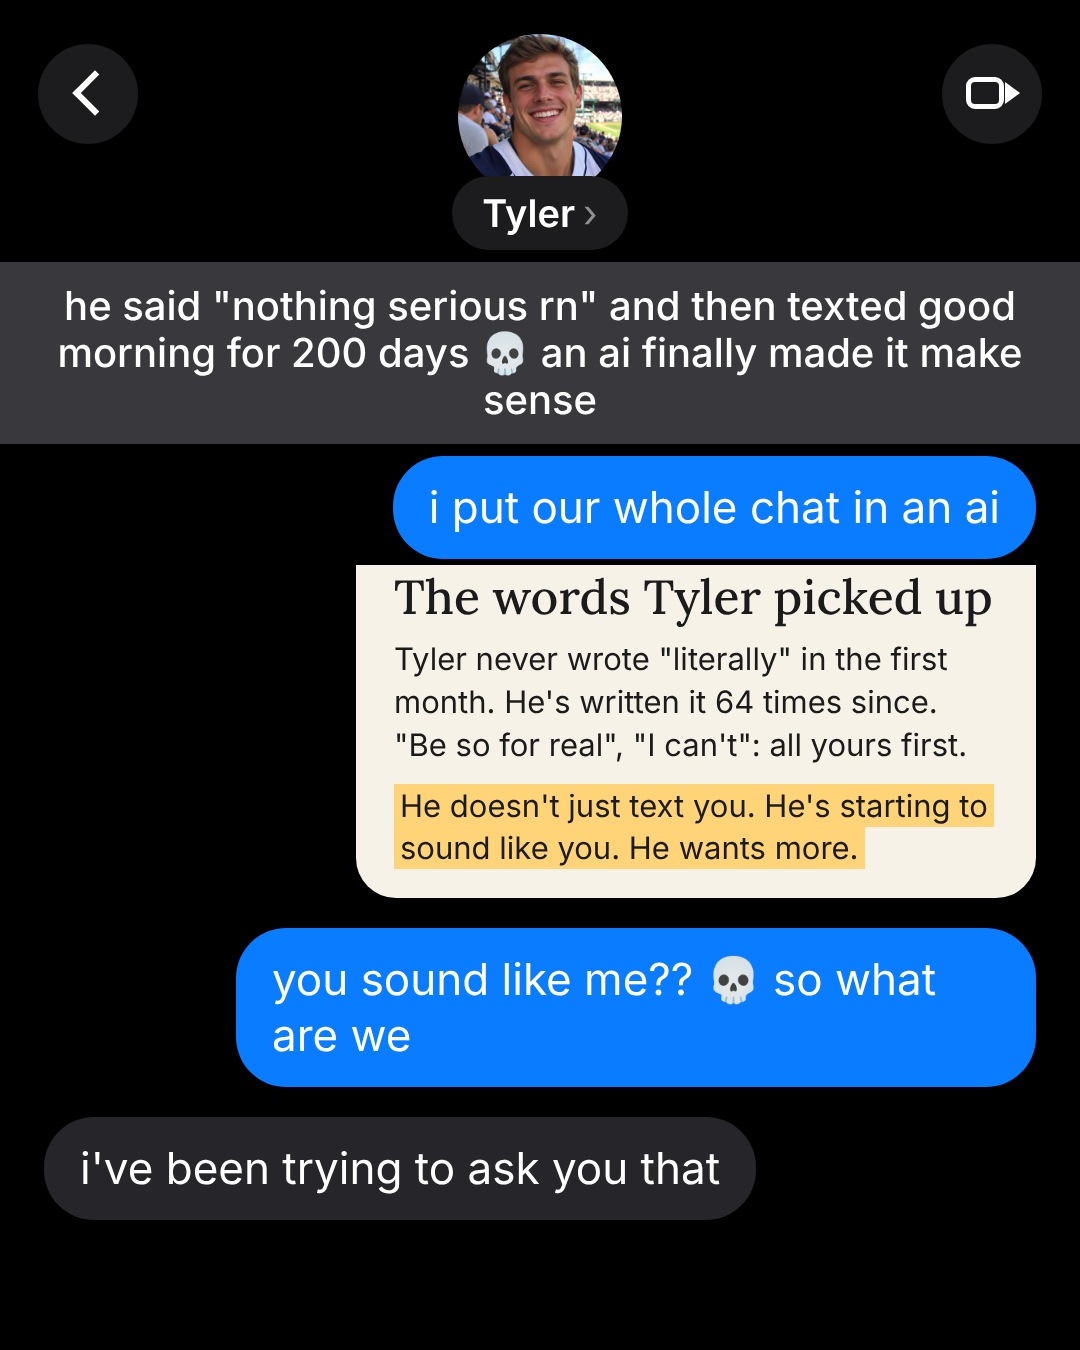 Tyler ›
he said "nothing serious rn" and then texted good
morning for 200 days 💀 an ai finally made it make
sense
i put our whole chat in an ai
The words Tyler picked up
Tyler never wrote "literally" in the first
month. He's written it 64 times since.
"Be so for real", "I can't": all yours first.
He doesn't just text you. He's starting to
sound like you. He wants more.
you sound like me?? 💀 so what
are we
i've been trying to ask you that